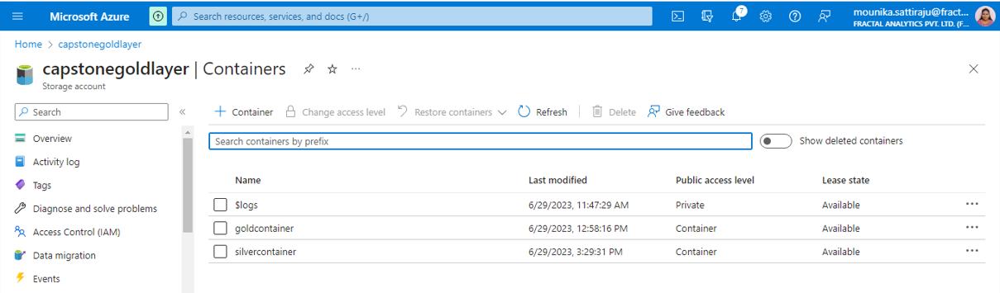 Microsoft Azure
Search resources, services, and docs (G+/)
7
mounika.sattiraju@fract...
FRACTAL ANALYTICS PVT. LTD. (F...
Home > capstonegoldlayer
capstonegoldlayer | Containers
Storage account
Search
Container
Change access level
Restore containers
Refresh
Delete
Give feedback
Search containers by prefix
Show deleted containers
Overview
Activity log
Tags
Diagnose and solve problems
Access Control (IAM)
Data migration
Events
Name Last modified Public access level Lease state
$logs 6/29/2023, 11:47:29 AM Private Available
goldcontainer 6/29/2023, 12:58:16 PM Container Available
silvercontainer 6/29/2023, 3:29:31 PM Container Available